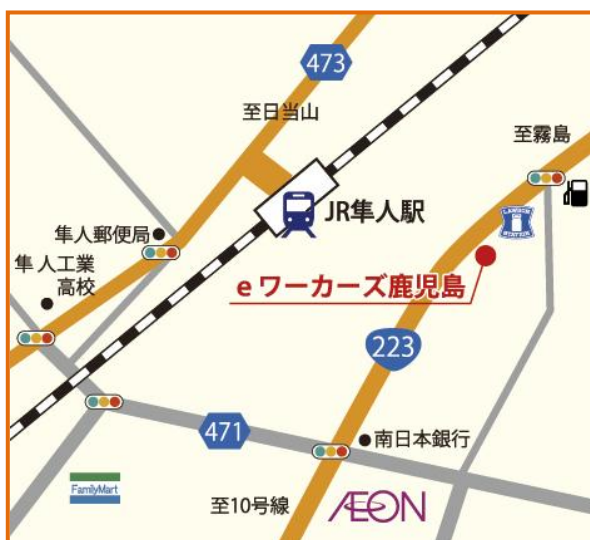 473
至日当山
至霧島
LAWSON
STATION
JR隼人駅
隼人郵便局
隼人工業
高校
eワーカーズ鹿児島
223
471
南日本銀行
FamilyMart
至10号線
ÆON